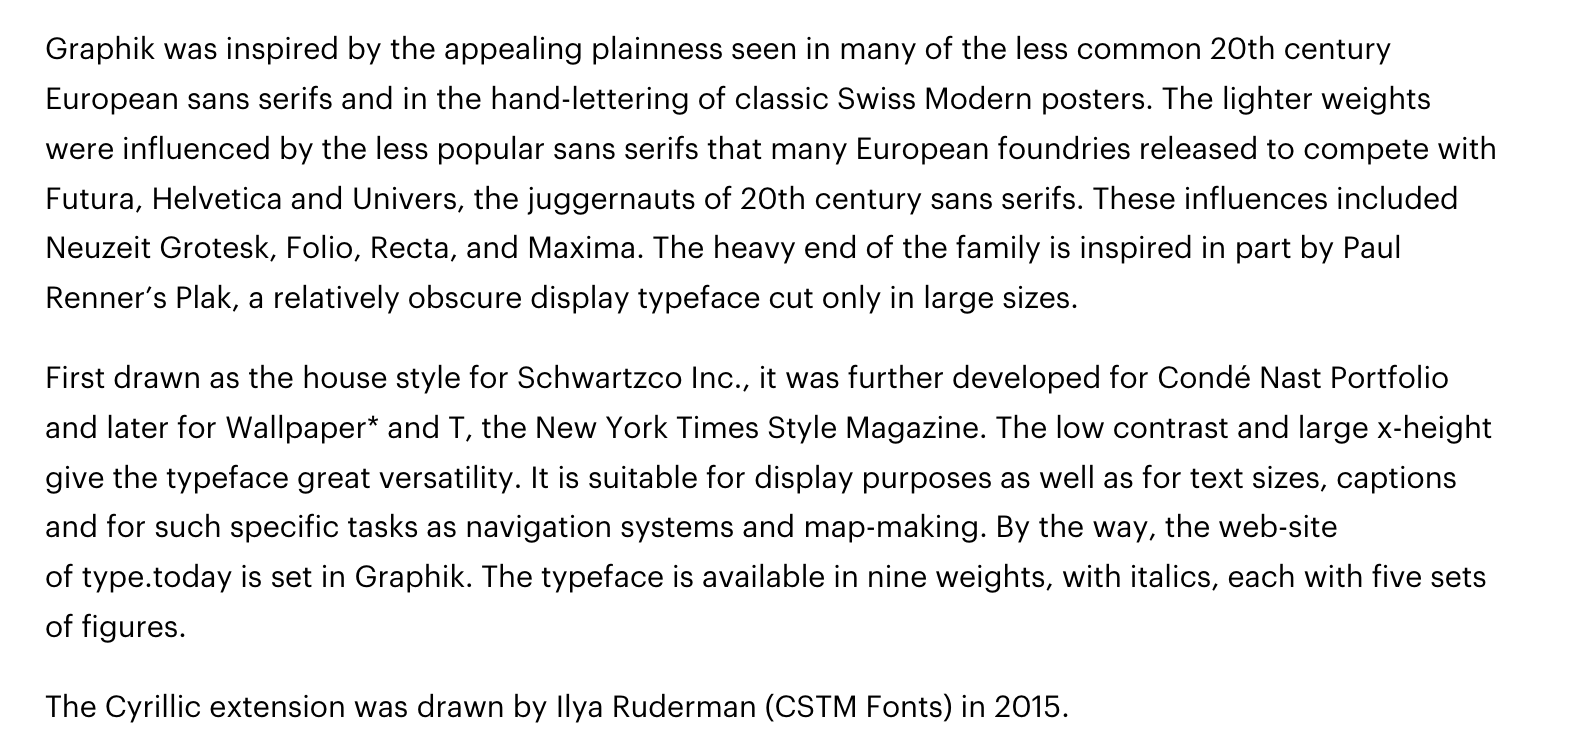 Graphik was inspired by the appealing plainness seen in many of the less common 20th century
European sans serifs and in the hand-lettering of classic Swiss Modern posters. The lighter weights
were influenced by the less popular sans serifs that many European foundries released to compete with
Futura, Helvetica and Univers, the juggernauts of 20th century sans serifs. These influences included
Neuzeit Grotesk, Folio, Recta, and Maxima. The heavy end of the family is inspired in part by Paul
Renner’s Plak, a relatively obscure display typeface cut only in large sizes.
First drawn as the house style for Schwartzco Inc., it was further developed for Condé Nast Portfolio
and later for Wallpaper* and T, the New York Times Style Magazine. The low contrast and large x-height
give the typeface great versatility. It is suitable for display purposes as well as for text sizes, captions
and for such specific tasks as navigation systems and map-making. By the way, the web-site
of type.today is set in Graphik. The typeface is available in nine weights, with italics, each with five sets
of figures.
The Cyrillic extension was drawn by Ilya Ruderman (CSTM Fonts) in 2015.